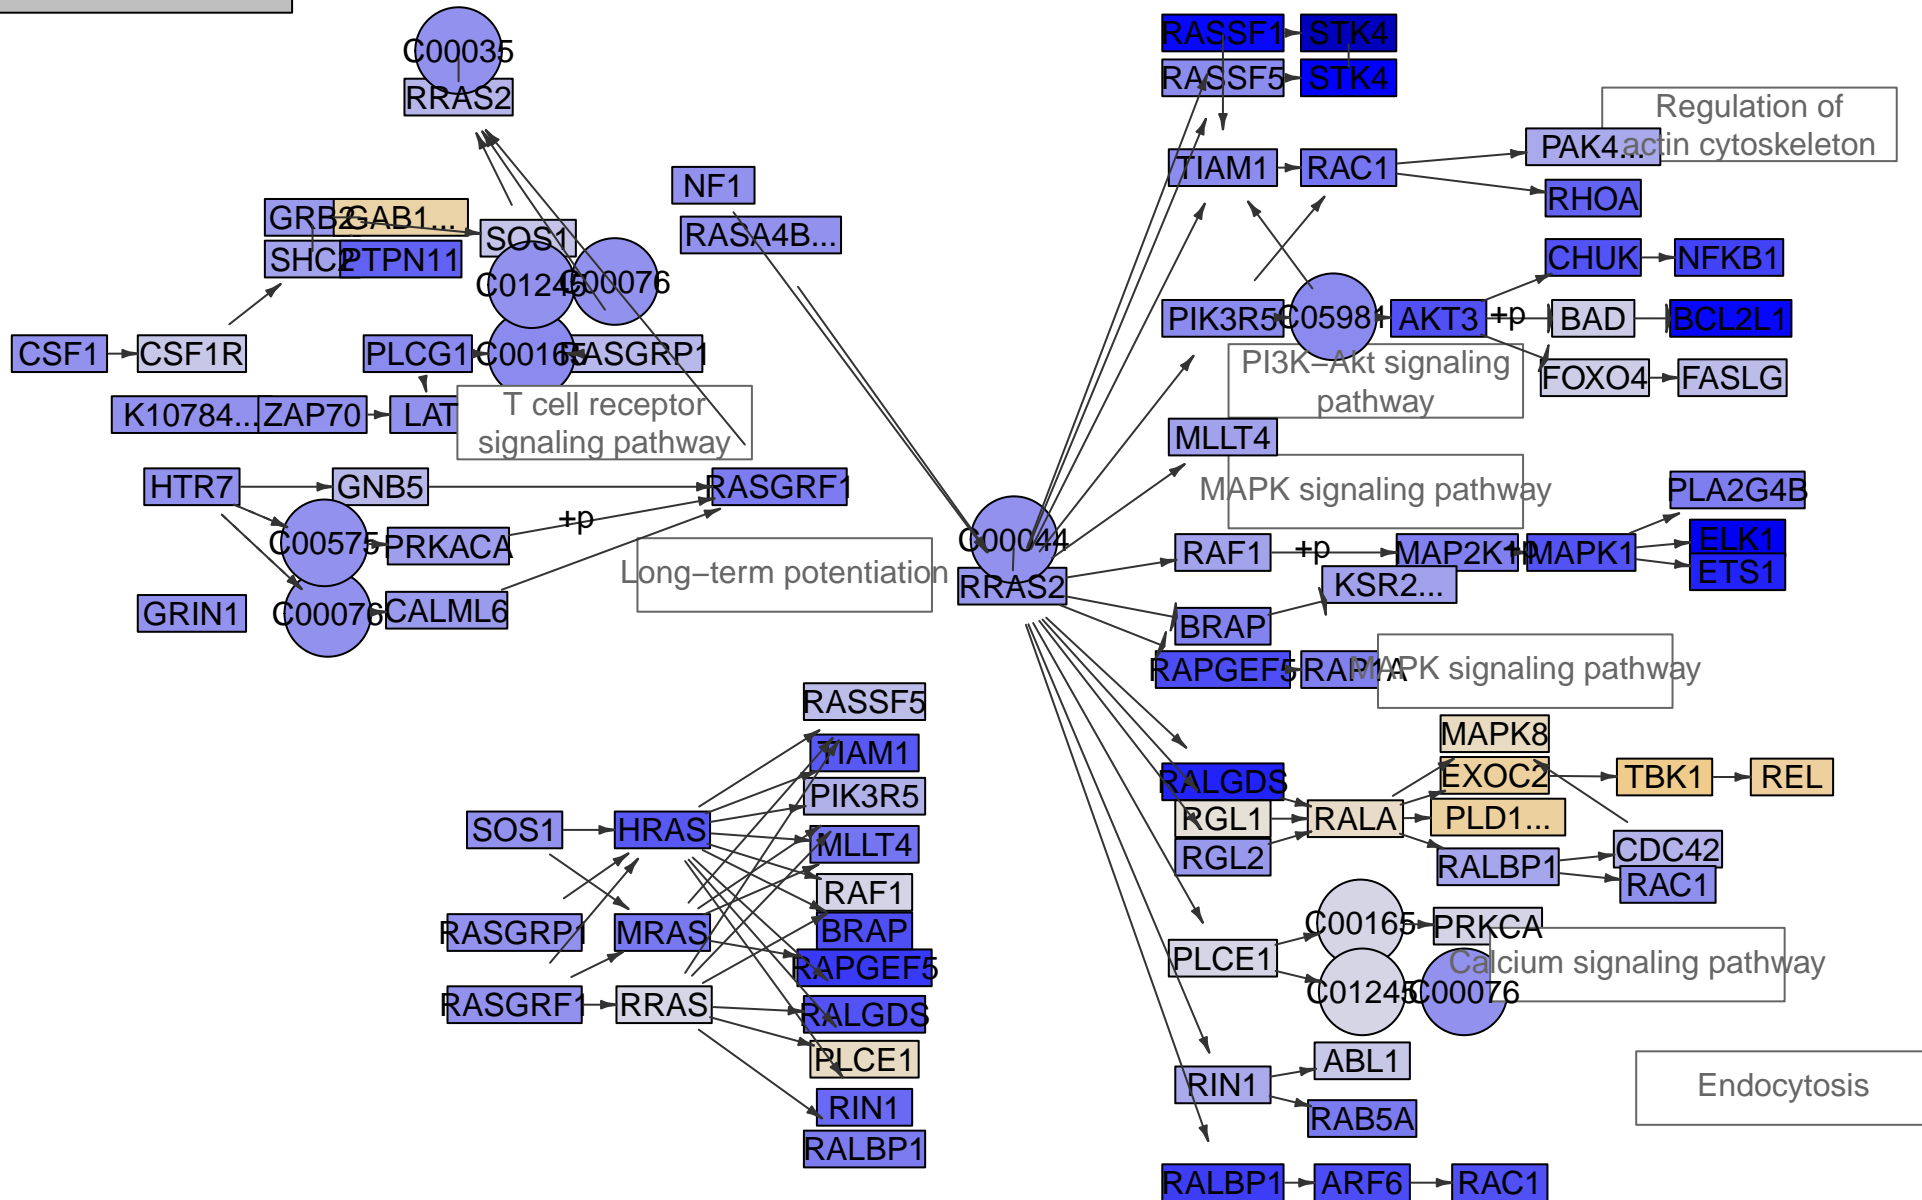 C00035
RRAS2
NF1
RASA4B...
GRB2
GAB1...
SOS1
SHC2
PTPN11
C01245
C00076
CSF1
CSF1R
PLCG1
C00165
RASGRP1
K10784...
ZAP70
LAT
T cell receptor
signaling pathway
HTR7
GNB5
RASGRF1
C00575
PRKACA
+p
Long−term potentiation
GRIN1
C00076
CALML6
C00044
RRAS2
RASSF1
STK4
RASSF5
STK4
Regulation of
actin cytoskeleton
PAK4...
TIAM1
RAC1
RHOA
CHUK
NFKB1
PIK3R5
C05981
AKT3
+p
BAD
BCL2L1
PI3K−Akt signaling
pathway
FOXO4
FASLG
MLLT4
MAPK signaling pathway
PLA2G4B
RAF1
+p
MAP2K1
+p
MAPK1
ELK1
ETS1
KSR2...
BRAP
RAPGEF5
RAP1A
MAPK signaling pathway
RASSF5
TIAM1
PIK3R5
SOS1
HRAS
MLLT4
RAF1
RASGRP1
MRAS
BRAP
RAPGEF5
RASGRF1
RRAS
RALGDS
PLCE1
RIN1
RALBP1
MAPK8
RALGDS
EXOC2
TBK1
REL
RGL1
RALA
PLD1...
RGL2
RALBP1
CDC42
RAC1
C00165
PRKCA
PLCE1
Calcium signaling pathway
C01245
C00076
ABL1
RIN1
RAB5A
Endocytosis
RALBP1
ARF6
RAC1